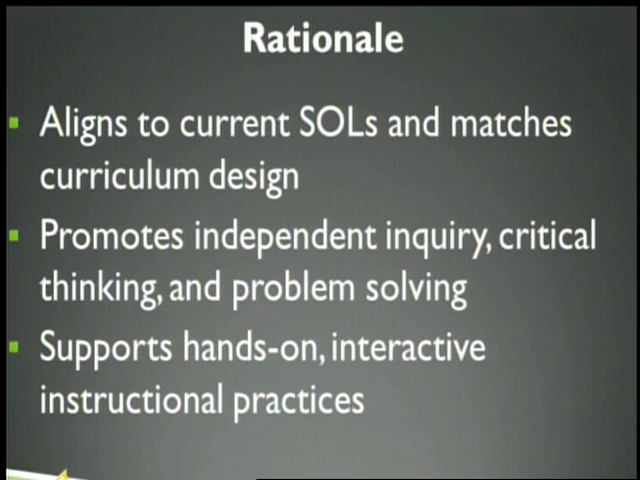 Rationale
Aligns to current SOLs and matches
curriculum design
Promotes independent inquiry, critical
thinking, and problem solving
Supports hands-on, interactive
instructional practices